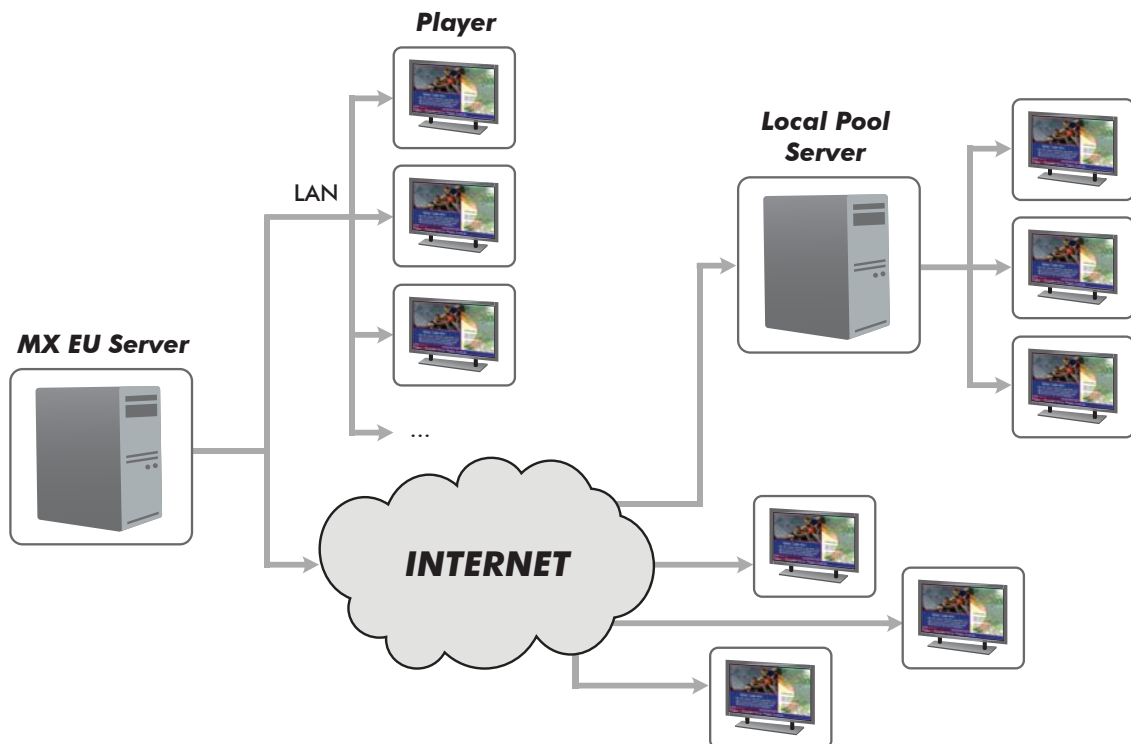 Player
Local Pool
Server
LAN
MX EU Server
...
INTERNET